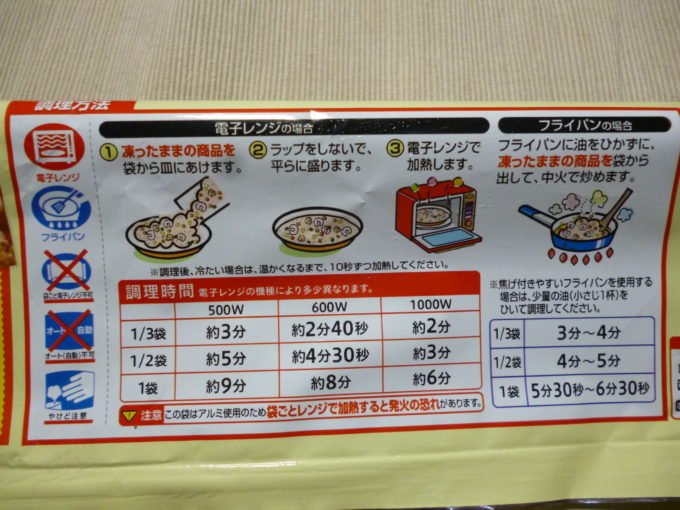 調理方法
電子レンジ
フライパン
袋ごと電子レンジ不可
オート 自動
オート(自動)不可
やけど注意
電子レンジの場合
① 凍ったままの商品を
袋から皿にあけます。
② ラップをしないで、
平らに盛ります。
③ 電子レンジで
加熱します。
※調理後、冷たい場合は、温かくなるまで、10秒ずつ加熱してください。
調理時間 電子レンジの機種により多少異なります。
500W 600W 1000W
1/3袋 約3分 約2分40秒 約2分
1/2袋 約5分 約4分30秒 約3分
1袋 約9分 約8分 約6分
注意 この袋はアルミ使用のため袋ごとレンジで加熱すると発火の恐れがあります。
フライパンの場合
フライパンに油をひかずに、
凍ったままの商品を袋から
出して、中火で炒めます。
※焦げ付きやすいフライパンを使用する
場合は、少量の油(小さじ1杯)を
ひいて調理してください。
1/3袋 3分〜4分
1/2袋 4分〜5分
1袋 5分30秒〜6分30秒